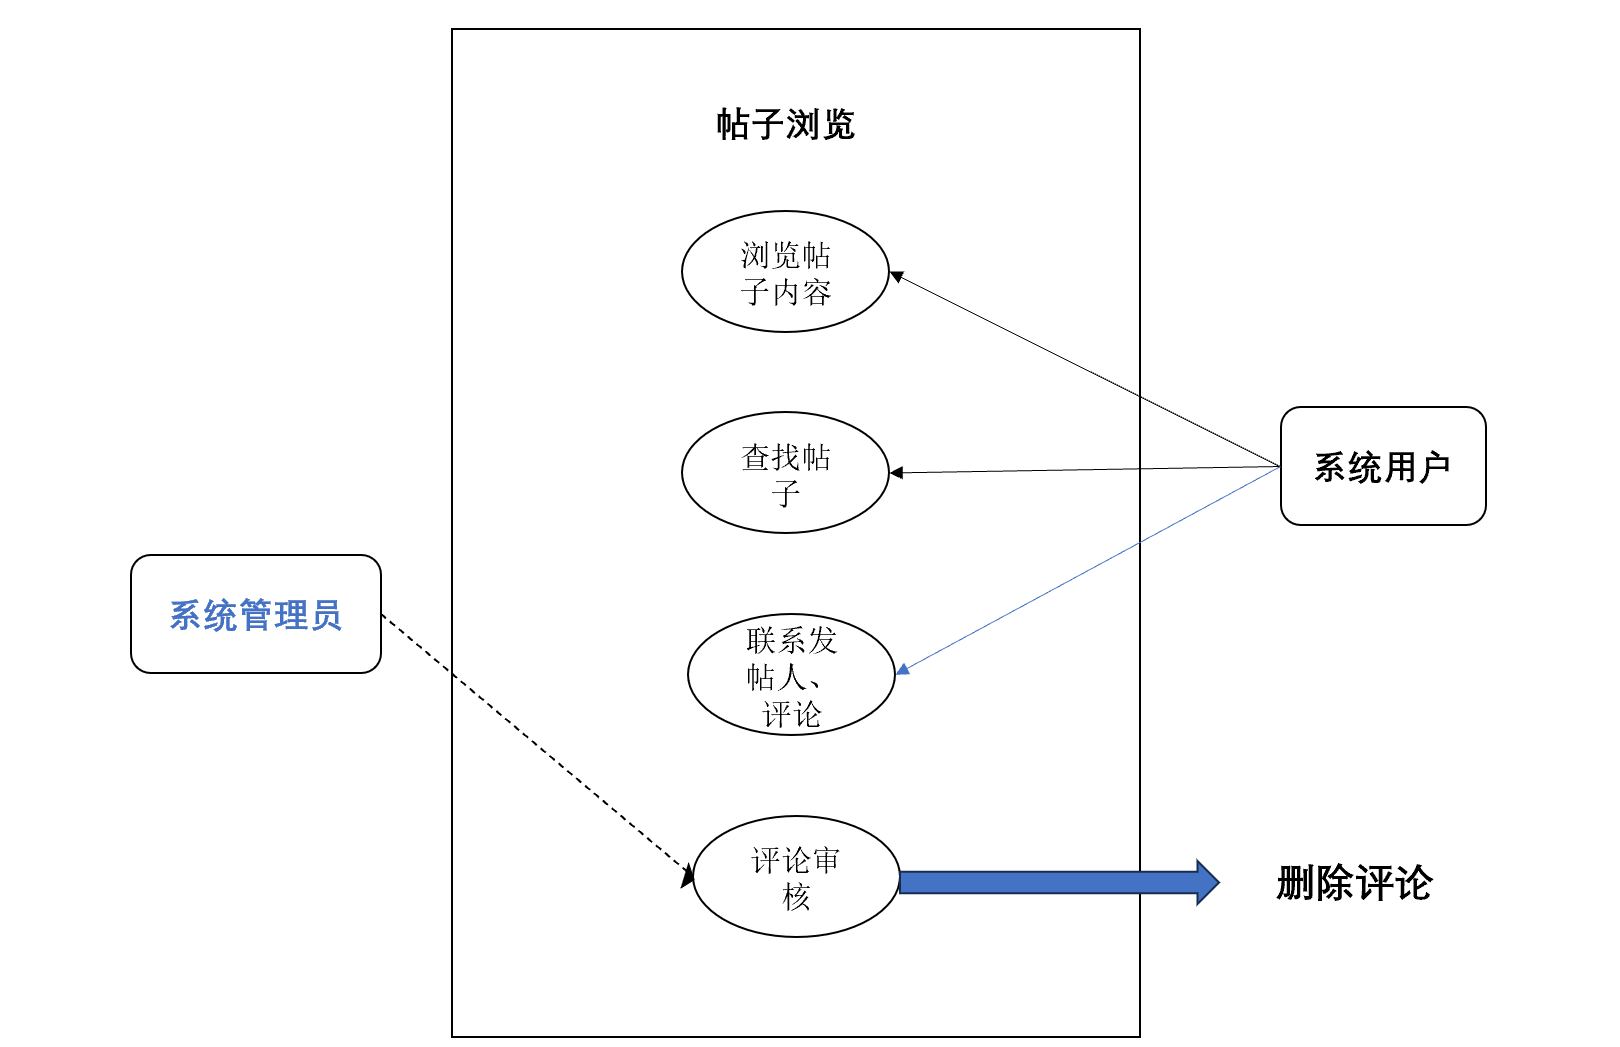 帖子浏览
浏览帖
子内容
查找帖
子
系统用户
系统管理员
联系发
帖人、
评论
评论审
核
删除评论